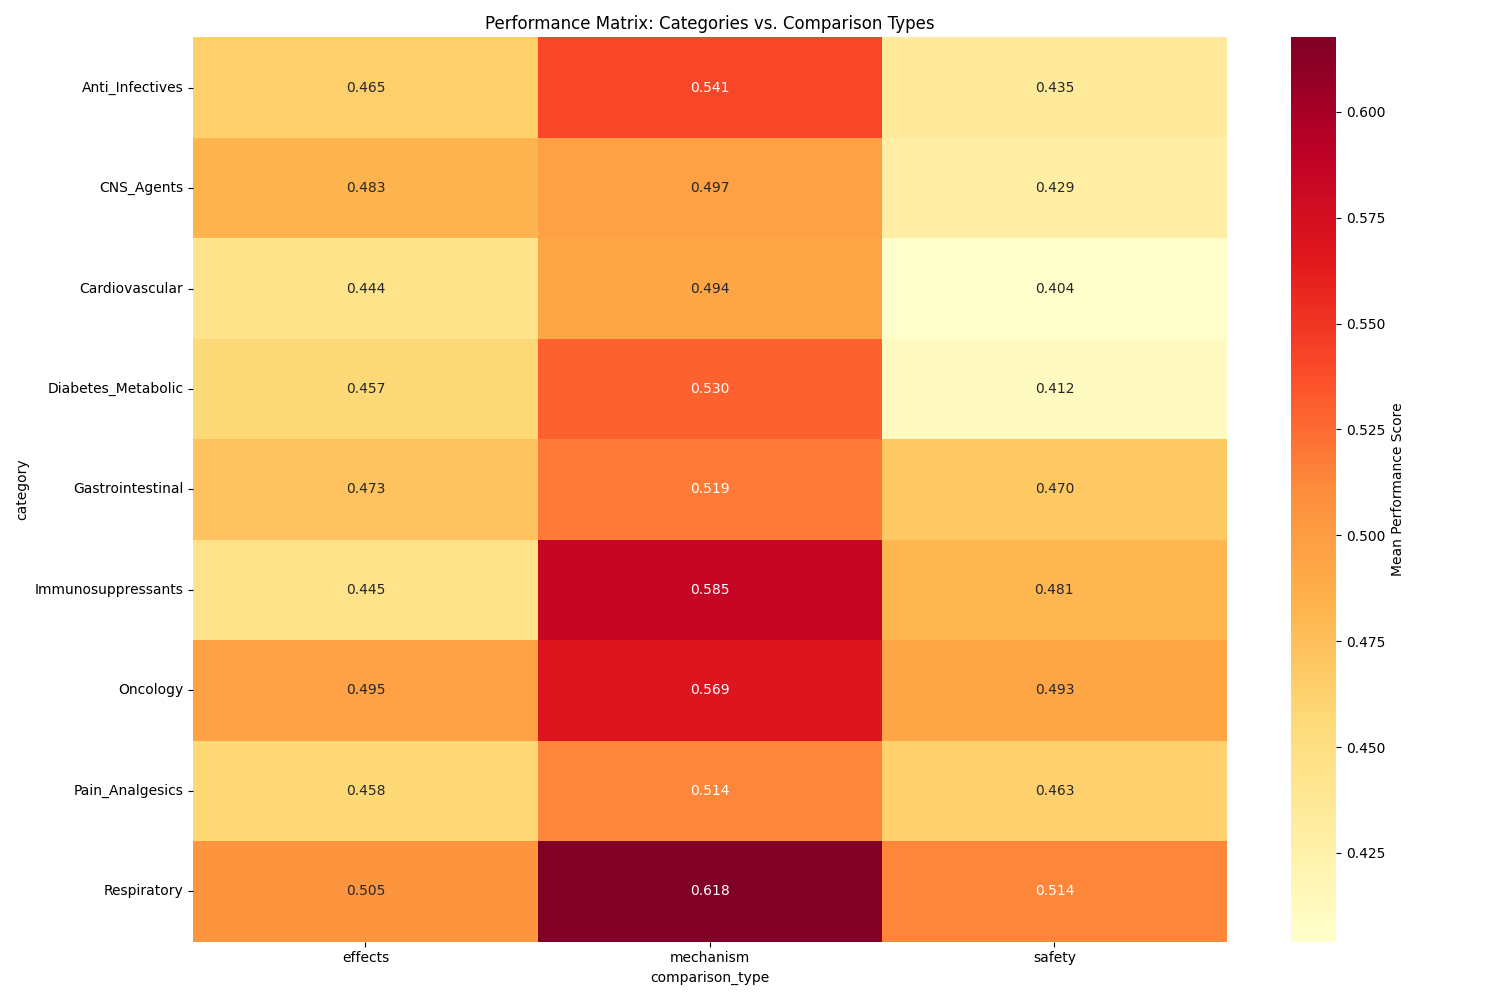 Performance Matrix: Categories vs. Comparison Types
Anti_Infectives 0.465 0.541 0.435
CNS_Agents 0.483 0.497 0.429
Cardiovascular 0.444 0.494 0.404
Diabetes_Metabolic 0.457 0.530 0.412
Gastrointestinal 0.473 0.519 0.470
Immunosuppressants 0.445 0.585 0.481
Oncology 0.495 0.569 0.493
Pain_Analgesics 0.458 0.514 0.463
Respiratory 0.505 0.618 0.514
effects mechanism safety
comparison_type
category
0.600
0.575
0.550
0.525
0.500
0.475
0.450
0.425
Mean Performance Score